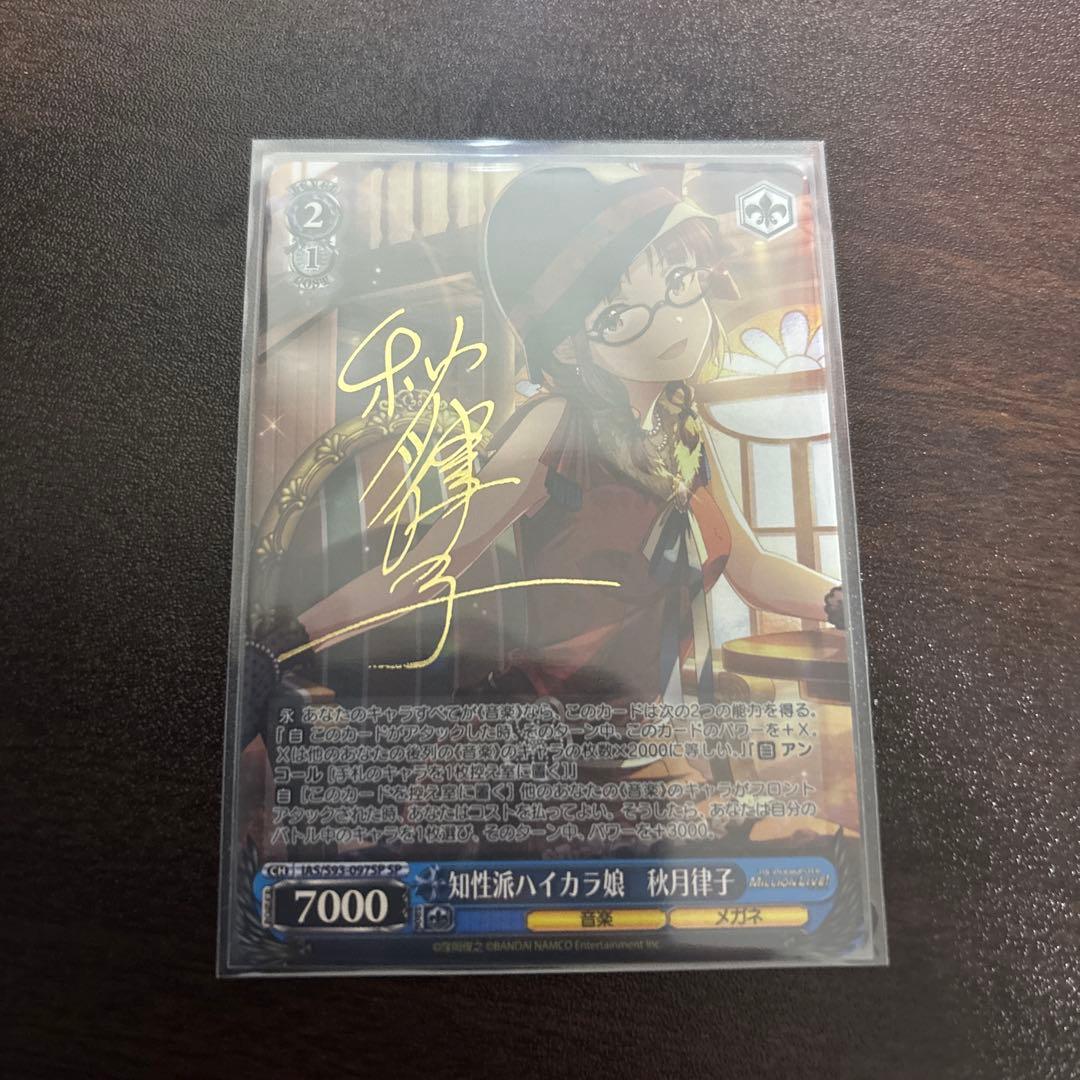 2
1
秋月律子
永 あなたのキャラすべてが《音楽》なら、このカードは次の2つの能力を得る。
『自 このカードがアタックした時、そのターン中、このカードのパワーを＋X。
Xは他のあなたの後列の《音楽》のキャラの枚数×2000に等しい。』『自 アン
コール [手札のキャラを1枚控え室に置く]』
自 [このカードを控え室に置く] 他のあなたの《音楽》のキャラがフロント
アタックされた時、あなたはコストを払ってよい。そうしたら、あなたは自分の
バトル中のキャラを1枚選び、そのターン中、パワーを＋3000。
CH IAS/S93-097SP SP
知性派ハイカラ娘 秋月律子
MILLION LIVE!
7000
音楽 メガネ
©窪岡俊之 ©BANDAI NAMCO Entertainment Inc.